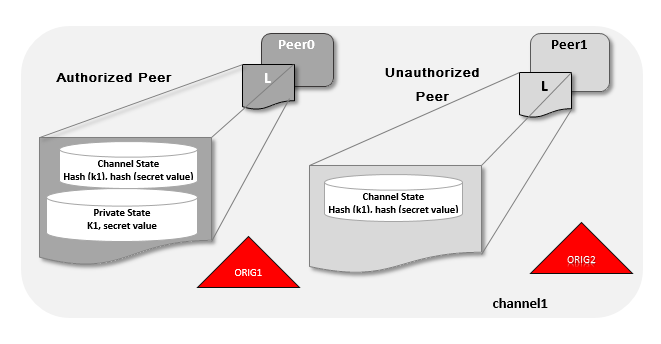 Peer0
Authorized Peer
L
Channel State
Hash (k1), hash (secret value)
Private State
K1, secret value
ORIG1
Peer1
Unauthorized
Peer
L
Channel State
Hash (k1), hash (secret value)
ORIG2
channel1